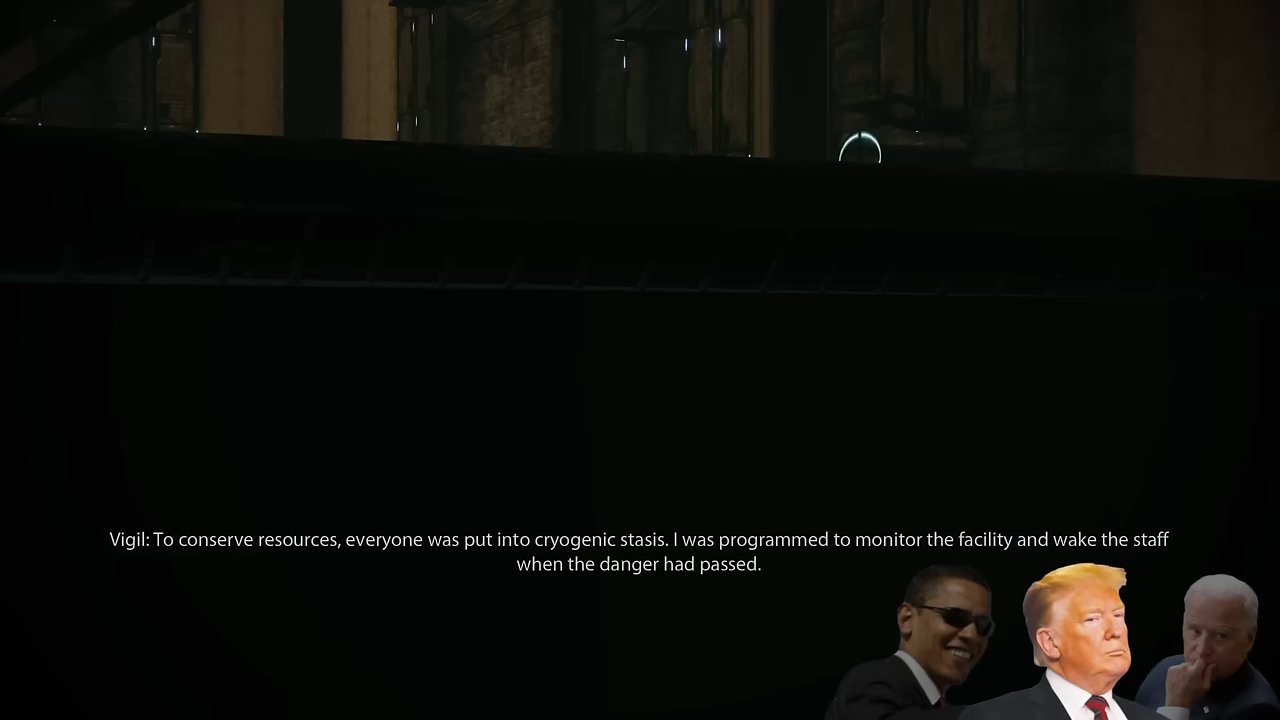 Vigil: To conserve resources, everyone was put into cryogenic stasis. I was programmed to monitor the facility and wake the staff
when the danger had passed.